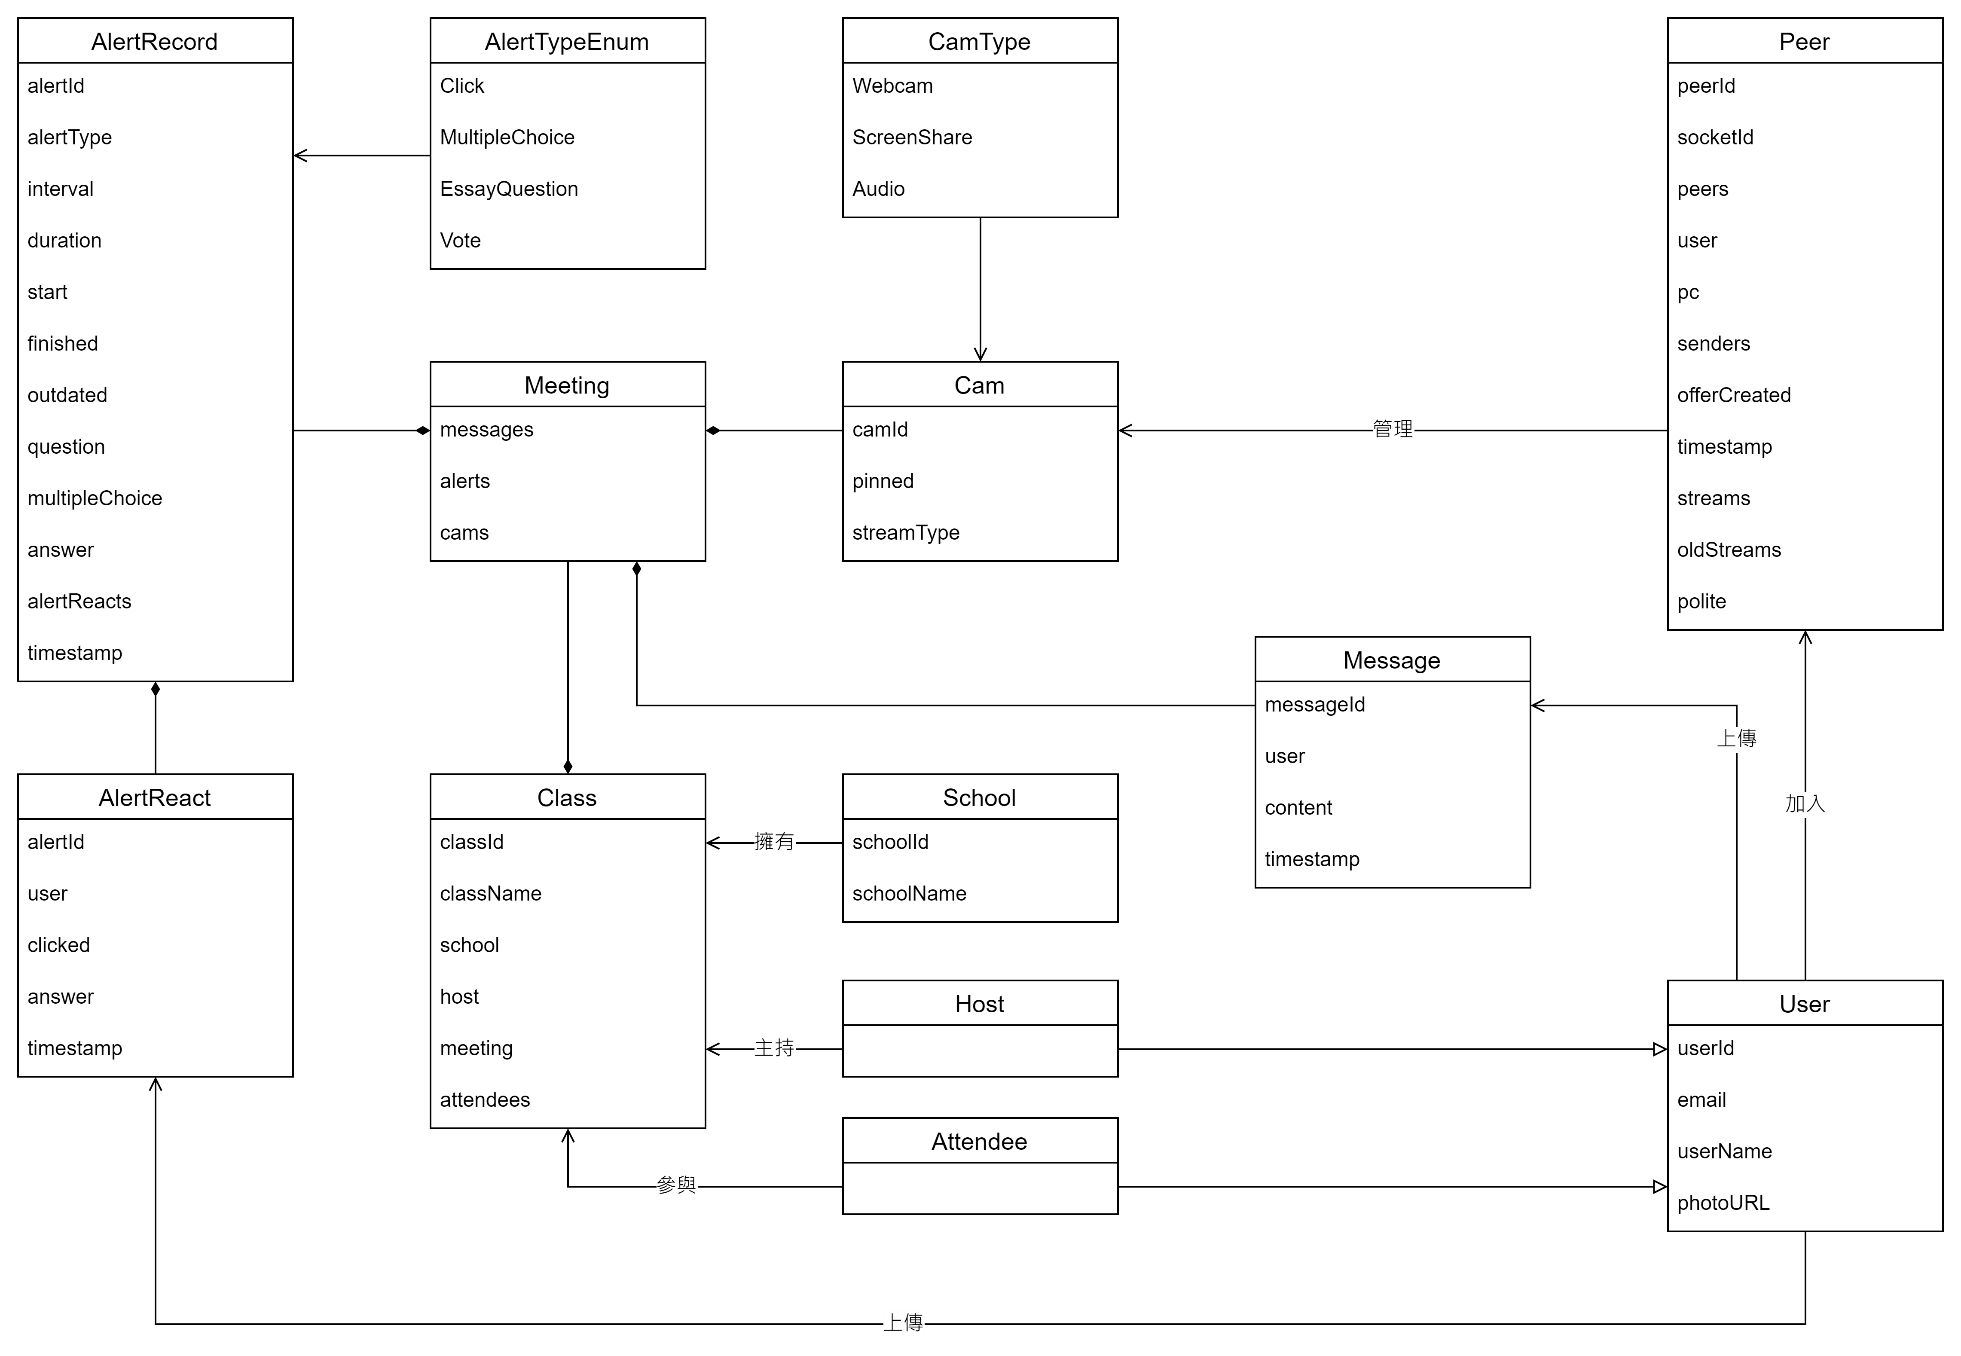 AlertRecord
alertId
alertType
interval
duration
start
finished
outdated
question
multipleChoice
answer
alertReacts
timestamp
AlertTypeEnum
Click
MultipleChoice
EssayQuestion
Vote
CamType
Webcam
ScreenShare
Audio
Peer
peerId
socketId
peers
user
pc
senders
offerCreated
timestamp
streams
oldStreams
polite
Meeting
messages
alerts
cams
Cam
camId
pinned
streamType
管理
Message
messageId
user
content
timestamp
上傳
加入
AlertReact
alertId
user
clicked
answer
timestamp
Class
classId
className
school
host
meeting
attendees
擁有
School
schoolId
schoolName
主持
Host
參與
Attendee
User
userId
email
userName
photoURL
上傳